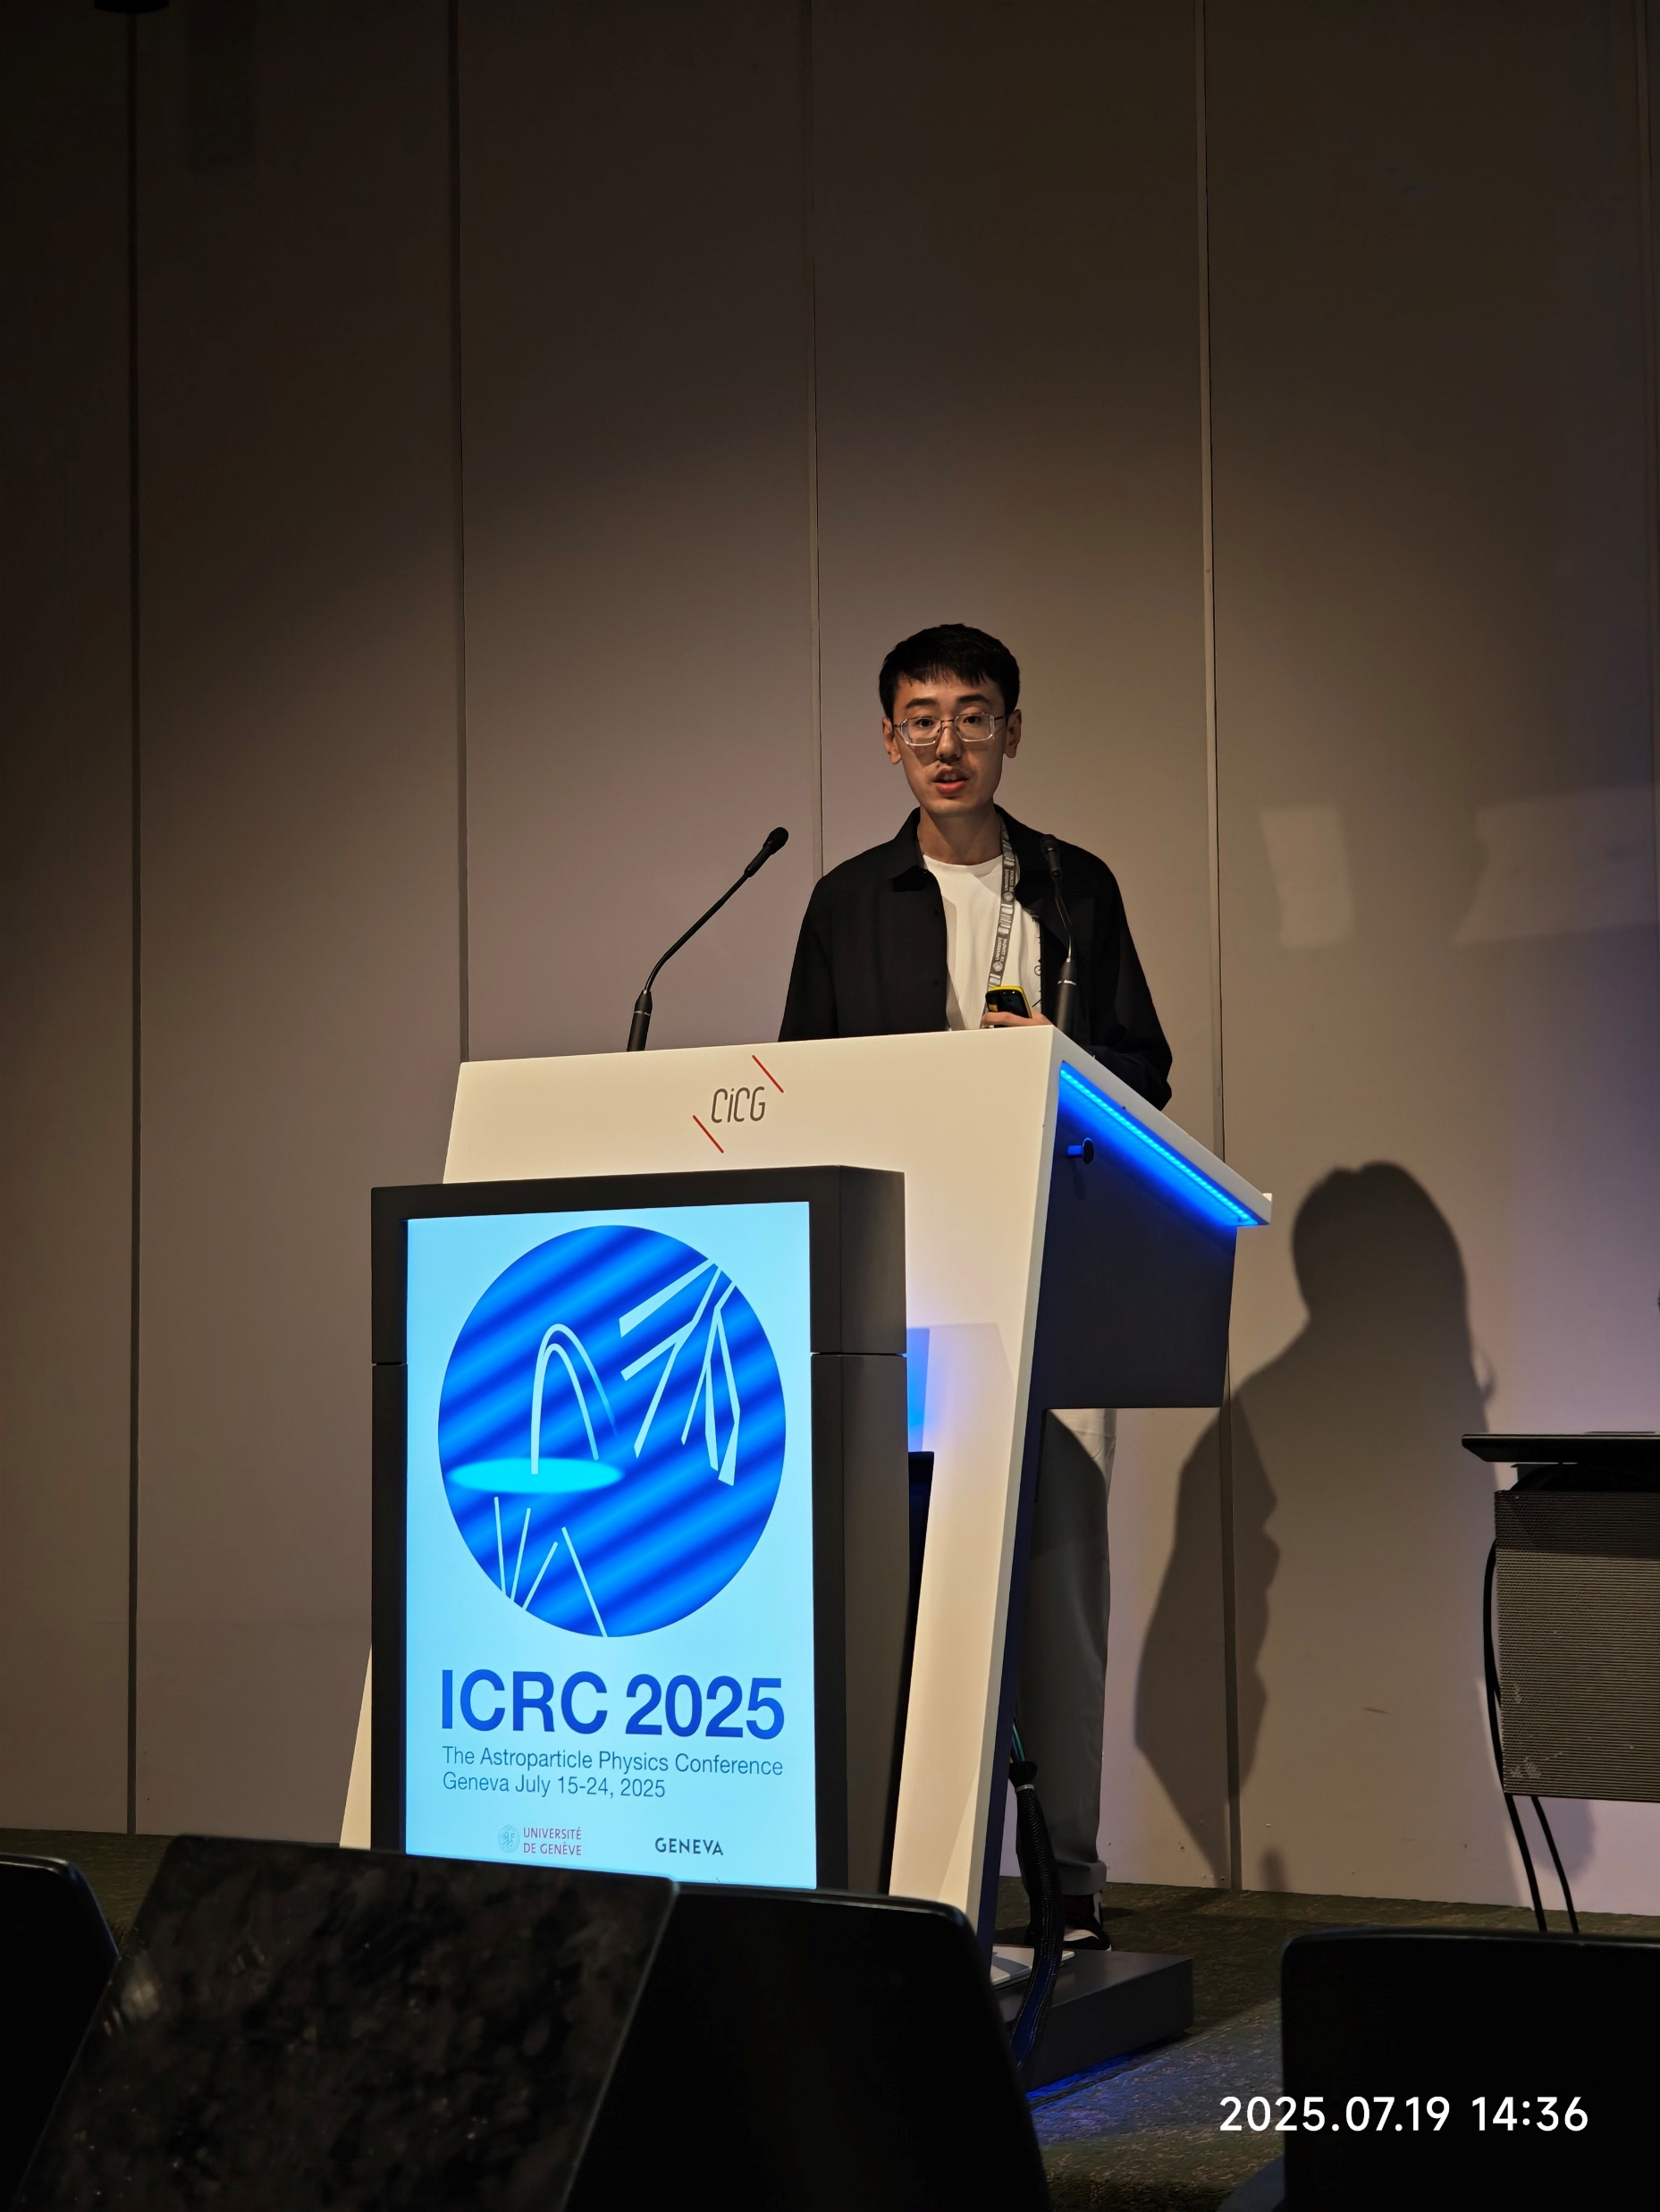 CiCG
ICRC 2025
The Astroparticle Physics Conference
Geneva July 15-24, 2025
UNIVERSITÉ
DE GENÈVE
GENEVA
2025.07.19 14:36